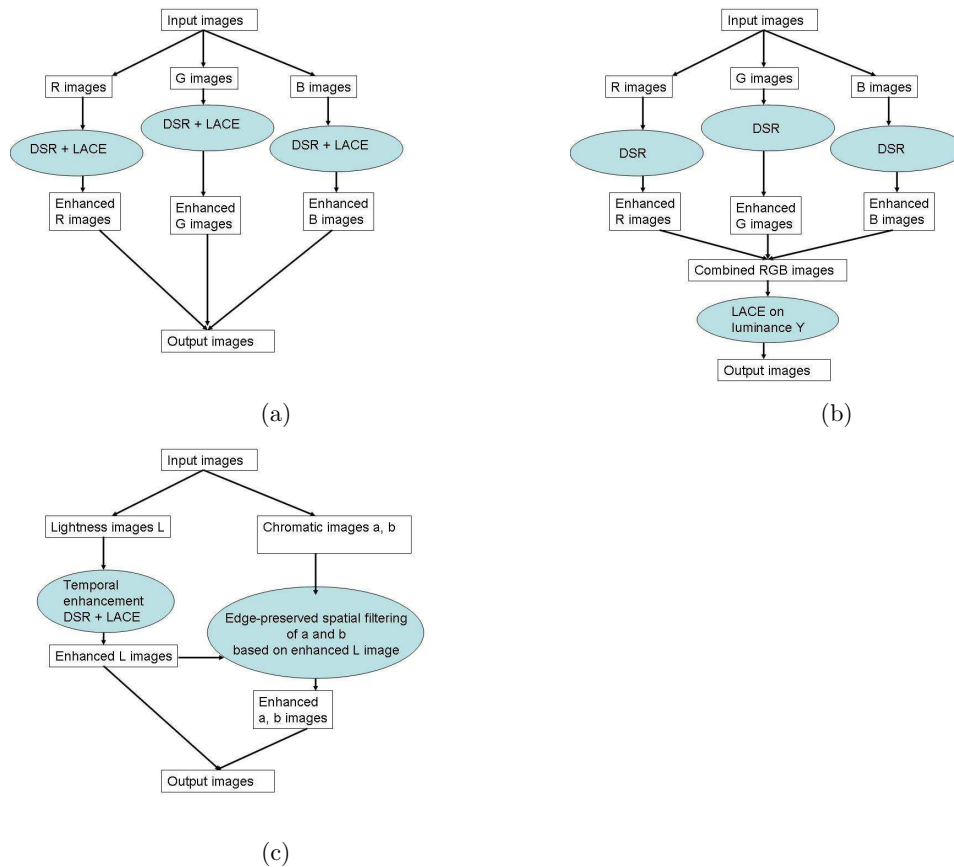 Input images
R images
G images
B images
DSR + LACE
DSR + LACE
DSR + LACE
Enhanced
R images
Enhanced
G images
Enhanced
B images
Output images
(a)
Input images
R images
G images
B images
DSR
DSR
DSR
Enhanced
R images
Enhanced
G images
Enhanced
B images
Combined RGB images
LACE on
luminance Y
Output images
(b)
Input images
Lightness images L
Chromatic images a, b
Temporal
enhancement
DSR + LACE
Edge-preserved spatial filtering
of a and b
based on enhanced L image
Enhanced L images
Enhanced
a, b images
Output images
(c)